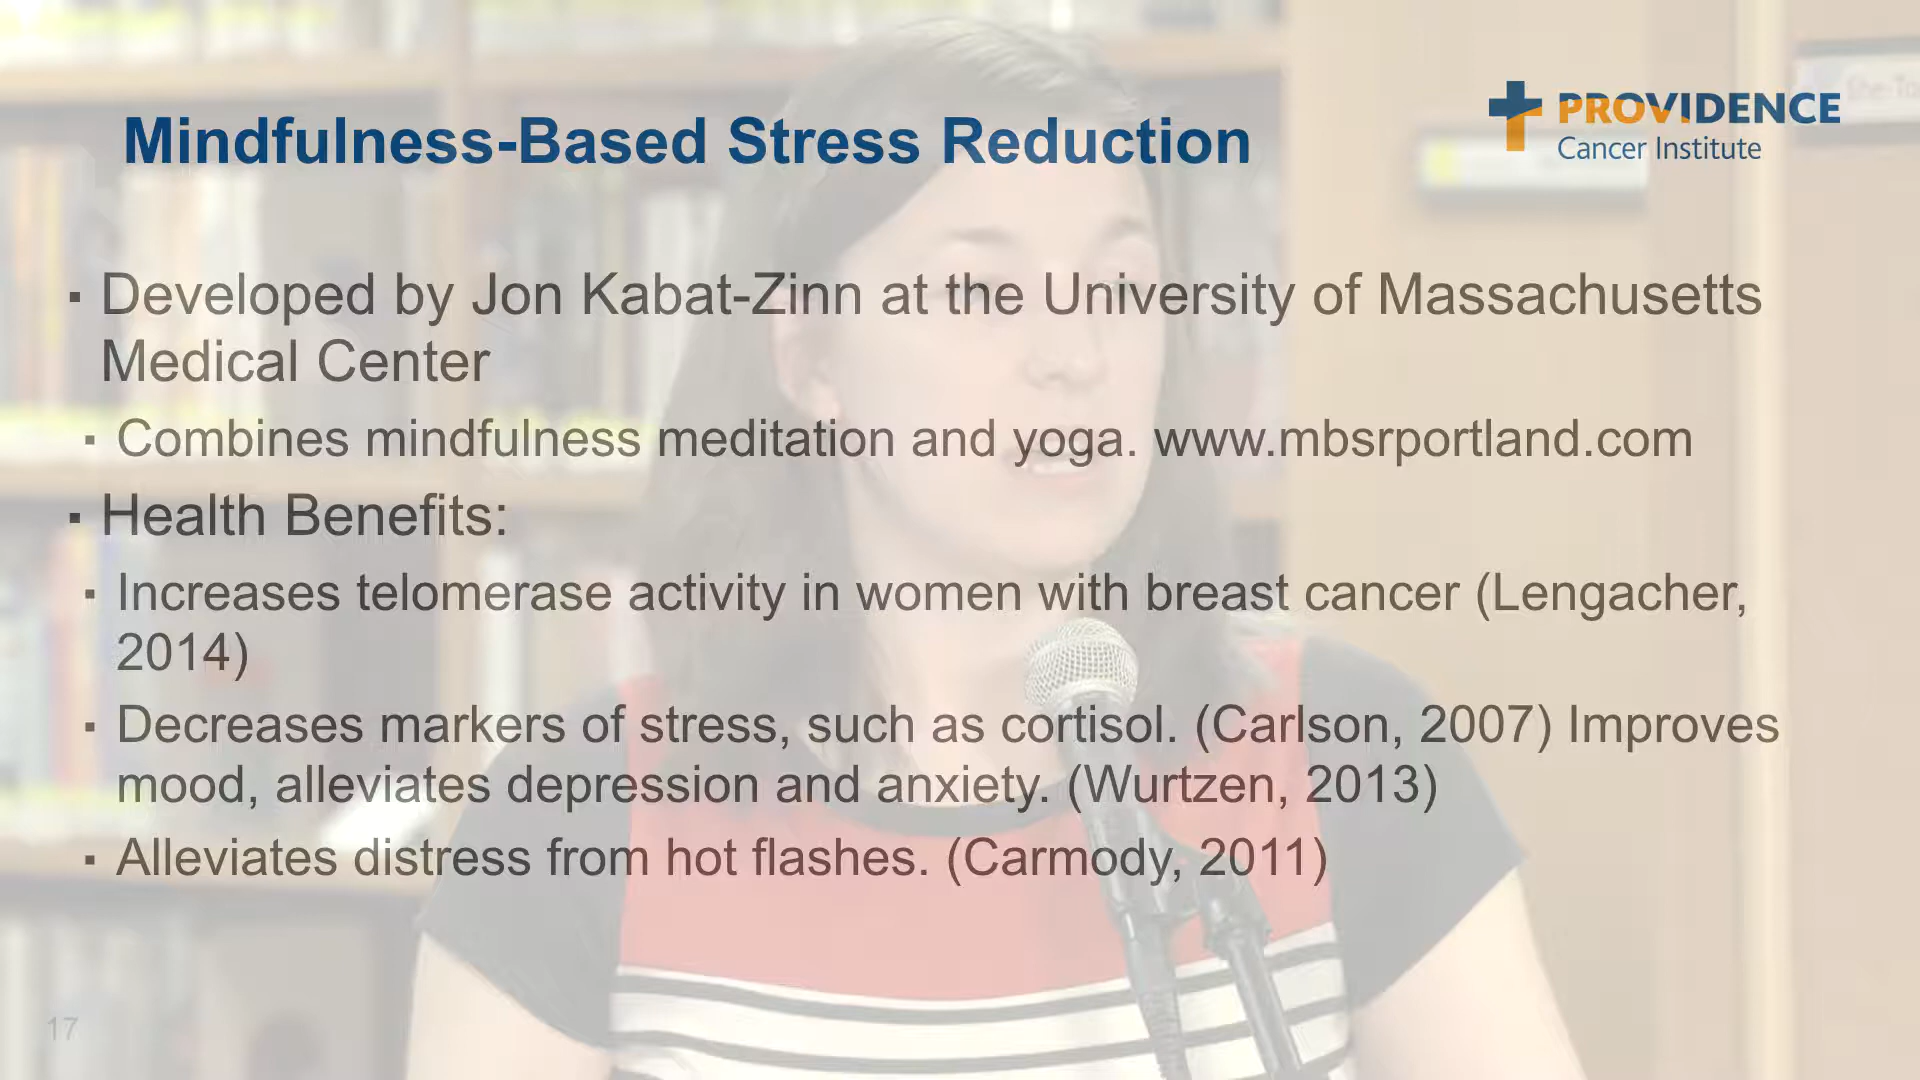 PROVIDENCE
Cancer Institute
Mindfulness-Based Stress Reduction
▪ Developed by Jon Kabat-Zinn at the University of Massachusetts
Medical Center
▪ Combines mindfulness meditation and yoga. www.mbsrportland.com
▪ Health Benefits:
▪ Increases telomerase activity in women with breast cancer (Lengacher,
2014)
▪ Decreases markers of stress, such as cortisol. (Carlson, 2007) Improves
mood, alleviates depression and anxiety. (Wurtzen, 2013)
▪ Alleviates distress from hot flashes. (Carmody, 2011)
17